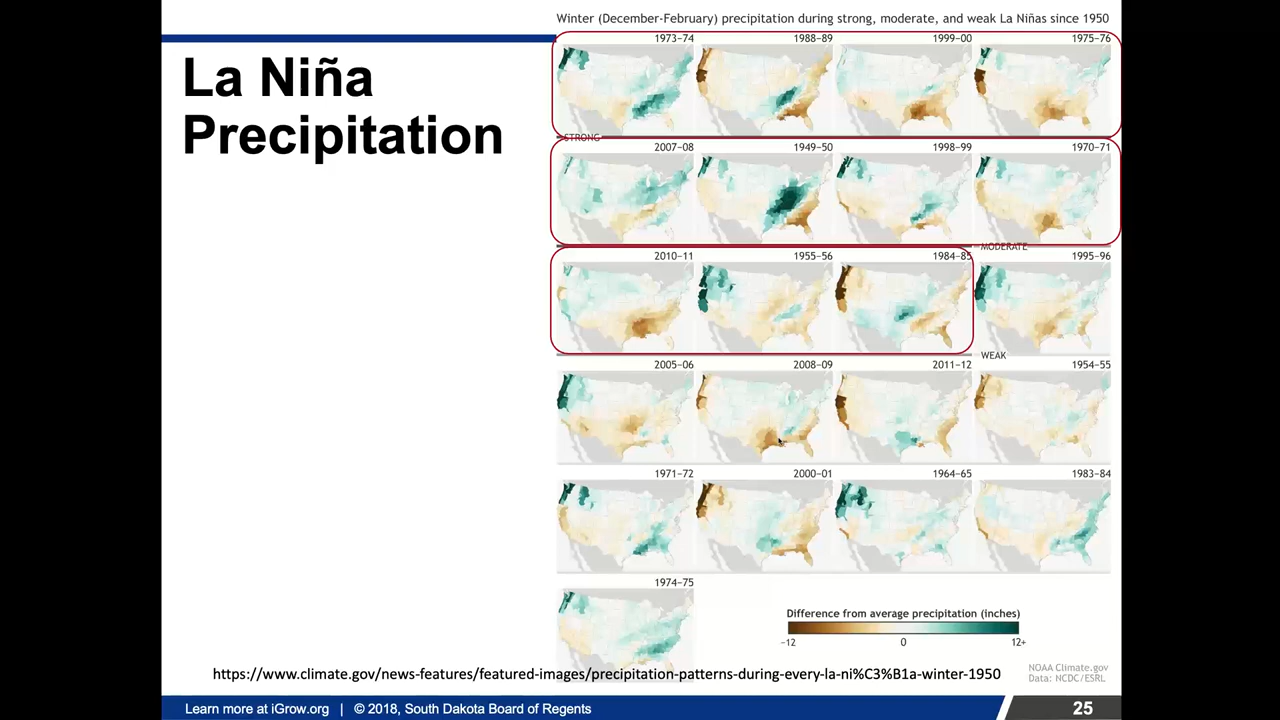 Winter (December-February) precipitation during strong, moderate, and weak La Niñas since 1950
La Niña
Precipitation
1973-74 1988-89 1999-00 1975-76
STRONG
2007-08 1949-50 1998-99 1970-71
MODERATE
2010-11 1955-56 1984-85 1995-96
WEAK
2005-06 2008-09 2011-12 1954-55
1971-72 2000-01 1964-65 1983-84
1974-75
Difference from average precipitation (inches)
-12 0 12+
https://www.climate.gov/news-features/featured-images/precipitation-patterns-during-every-la-ni%C3%B1a-winter-1950
NOAA Climate.gov
Data: NCDC/ESRL
Learn more at iGrow.org | © 2018, South Dakota Board of Regents
25